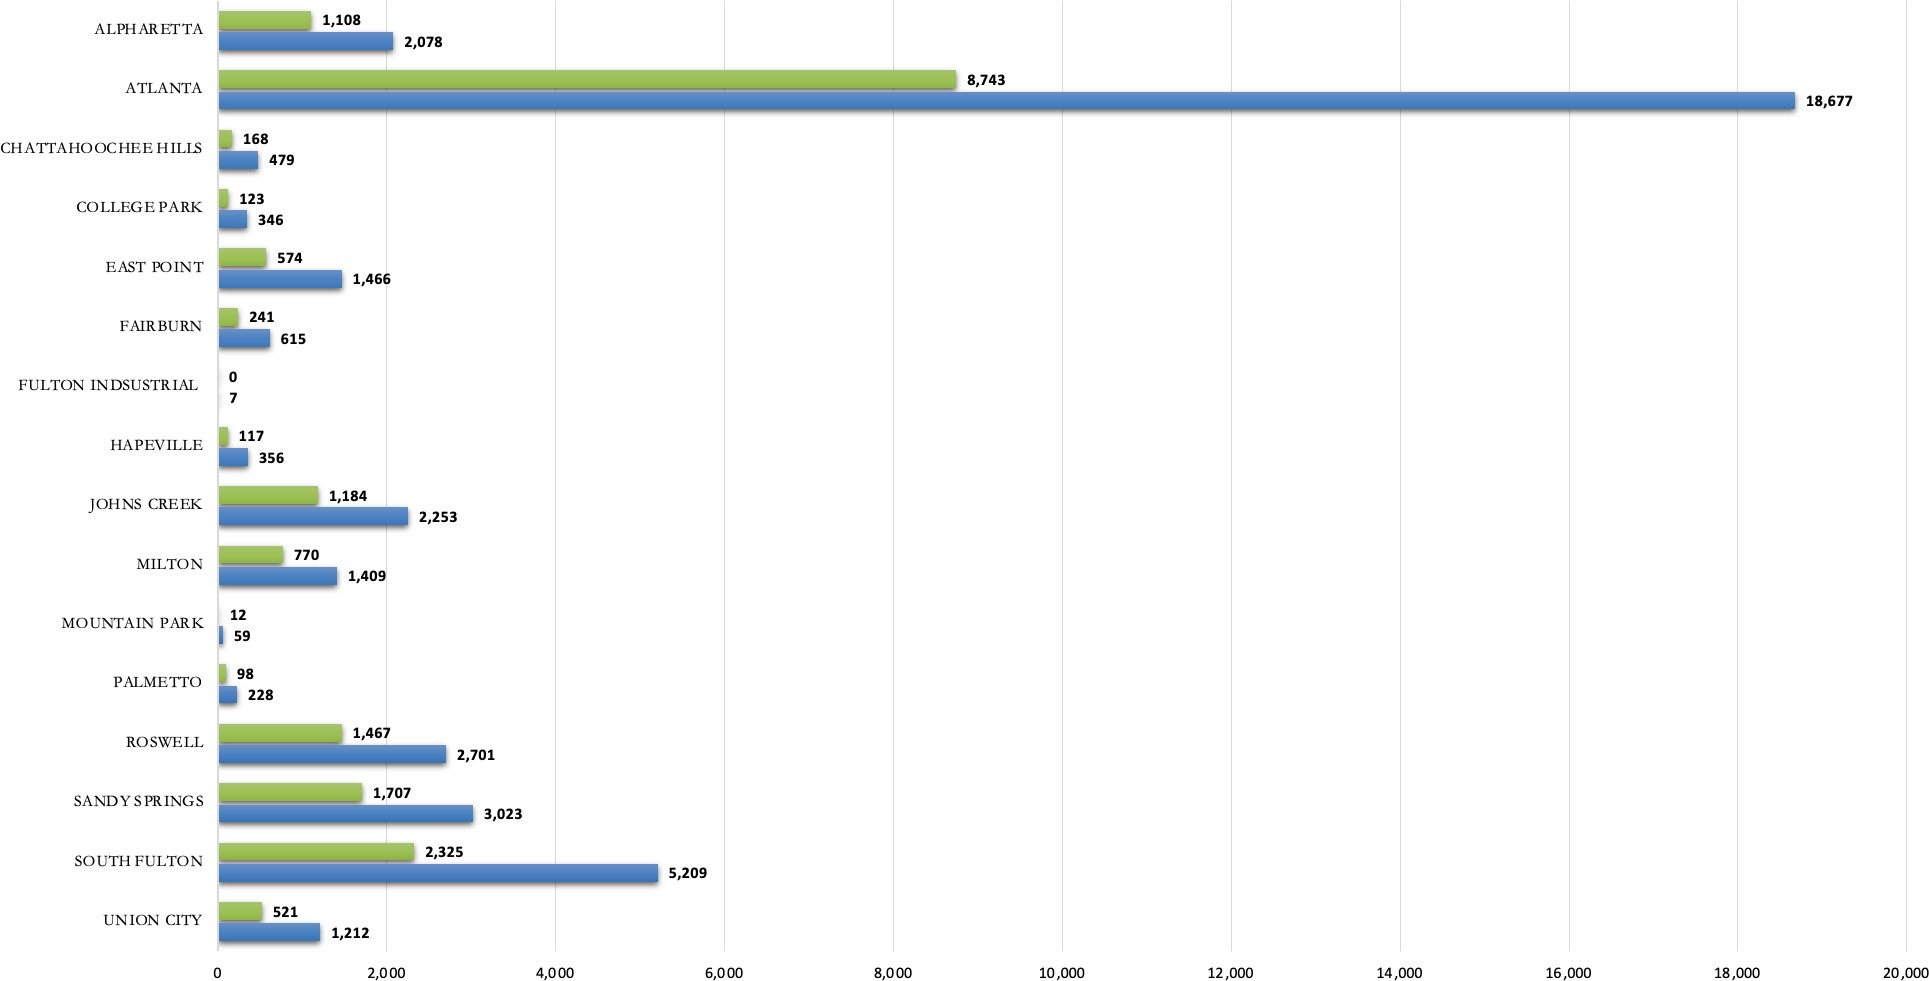 ALPHARETTA
1,108
2,078
ATLANTA
8,743
18,677
CHATTAHOOCHEE HILLS
168
479
COLLEGE PARK
123
346
EAST POINT
574
1,466
FAIRBURN
241
615
FULTON INDSUSTRIAL
0
7
HAPEVILLE
117
356
JOHNS CREEK
1,184
2,253
MILTON
770
1,409
MOUNTAIN PARK
12
59
PALMETTO
98
228
ROSWELL
1,467
2,701
SANDY SPRINGS
1,707
3,023
SOUTH FULTON
2,325
5,209
UNION CITY
521
1,212
0 2,000 4,000 6,000 8,000 10,000 12,000 14,000 16,000 18,000 20,000